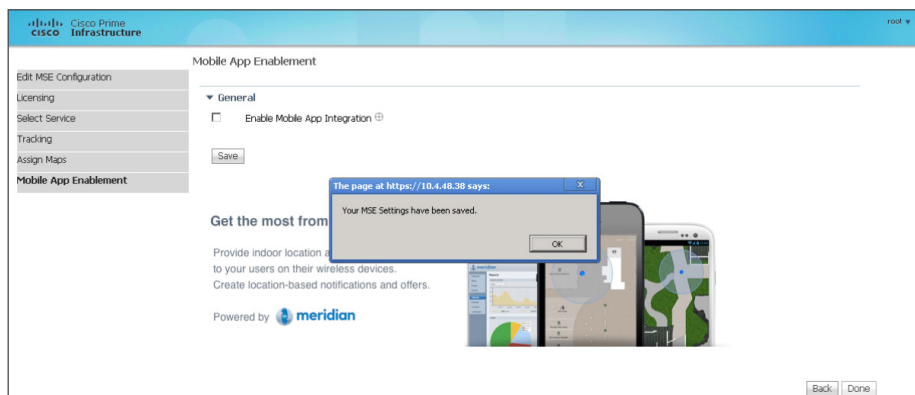 Cisco Prime
CISCO Infrastructure
root
Mobile App Enablement
Edit MSE Configuration
Licensing
Select Service
Tracking
Assign Maps
Mobile App Enablement
General
Enable Mobile App Integration
Save
The page at https://10.4.48.38 says:
X
Your MSE Settings have been saved.
OK
Get the most from
Provide indoor location a
to your users on their wireless devices.
Create location-based notifications and offers.
Powered by meridian
meridian
Back Done